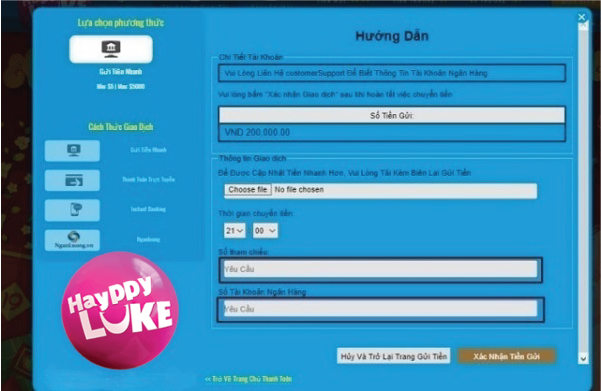 Lựa chọn phương thức
Gửi Tiền Nhanh
Min: $5 | Max: $5000
Cách Thức Giao Dịch
Gửi Tiền Nhanh
Thanh Toán Trực Tuyến
Instant Banking
NganLuong.vn
Nganluong
HayPPy
LUKE
Hướng Dẫn
Chi Tiết Tài Khoản
Vui Lòng Liên Hệ customerSupport Để Biết Thông Tin Tài Khoản Ngân Hàng
Vui lòng bấm "Xác nhận Giao dịch" sau khi hoàn tất việc chuyển tiền
Số Tiền Gửi:
VND 200,000.00
Thông tin Giao dịch
Để Được Cập Nhật Tiền Nhanh Hơn, Vui Lòng Tải Kèm Biên Lai Gửi Tiền
Choose file No file chosen
Thời gian chuyển tiền:
21 : 00
Số tham chiếu:
Yêu Cầu
Số Tài Khoản Ngân Hàng
Yêu Cầu
Hủy Và Trở Lại Trang Gửi Tiền
Xác Nhận Tiền Gửi
<< Trở Về Trang Chủ Thanh Toán